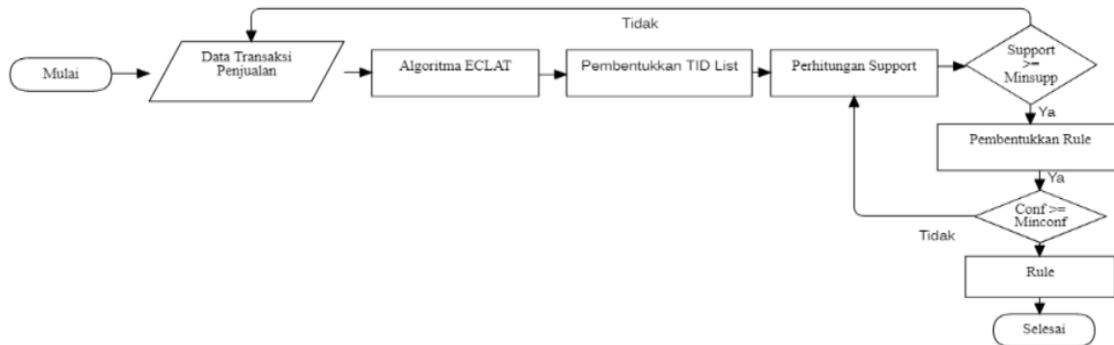 Tidak
Mulai
Data Transaksi
Penjualan
Algoritma ECLAT
Pembentukkan TID List
Perhitungan Support
Support
>=
Minsupp
Ya
Pembentukkan Rule
Ya
Conf >=
Minconf
Tidak
Rule
Selesai